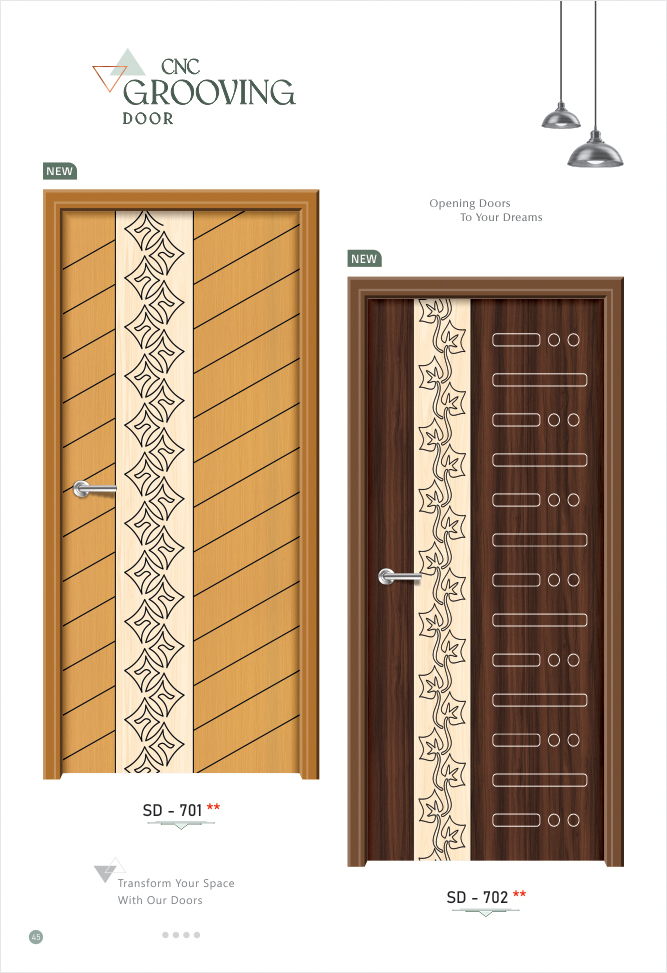 CNC
GROOVING
DOOR
NEW
Opening Doors
To Your Dreams
NEW
SD - 701 **
SD - 702 **
Transform Your Space
With Our Doors
45